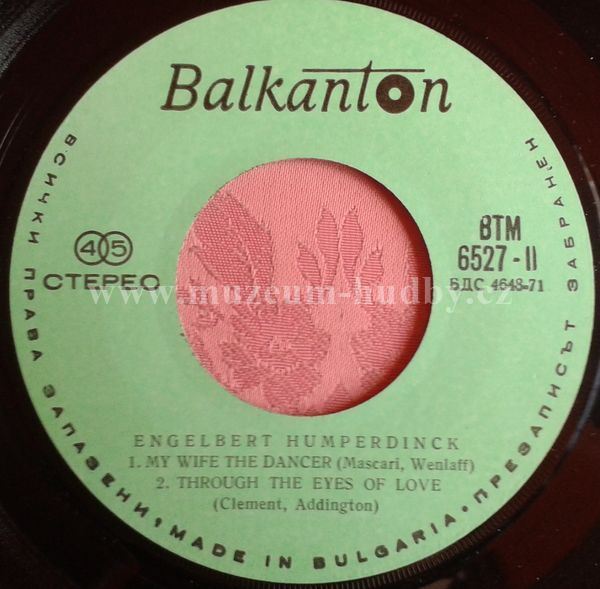 Balkanton
45
СТЕРЕО
ВТМ
6527-II
БДС 4648-71
www.muzeum-hudby.cz
ENGELBERT HUMPERDINCK
1. MY WIFE THE DANCER (Mascari, Wenlaff)
2. THROUGH THE EYES OF LOVE
(Clement, Addington)
ВСИЧКИ ПРАВА ЗАПАЗЕНИ • MADE IN BULGARIA • ПРЕЗАПИСЪТ ЗАБРАНЕН